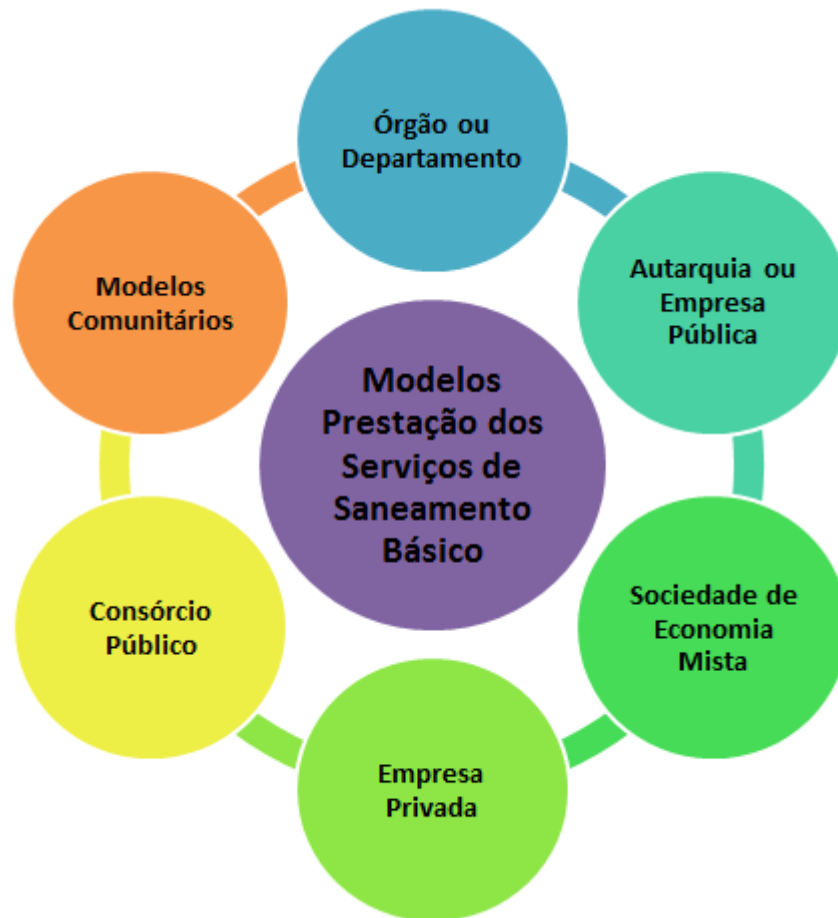 Órgão ou
Departamento
Autarquia ou
Empresa
Pública
Sociedade de
Economia
Mista
Empresa
Privada
Consórcio
Público
Modelos
Comunitários
Modelos
Prestação dos
Serviços de
Saneamento
Básico